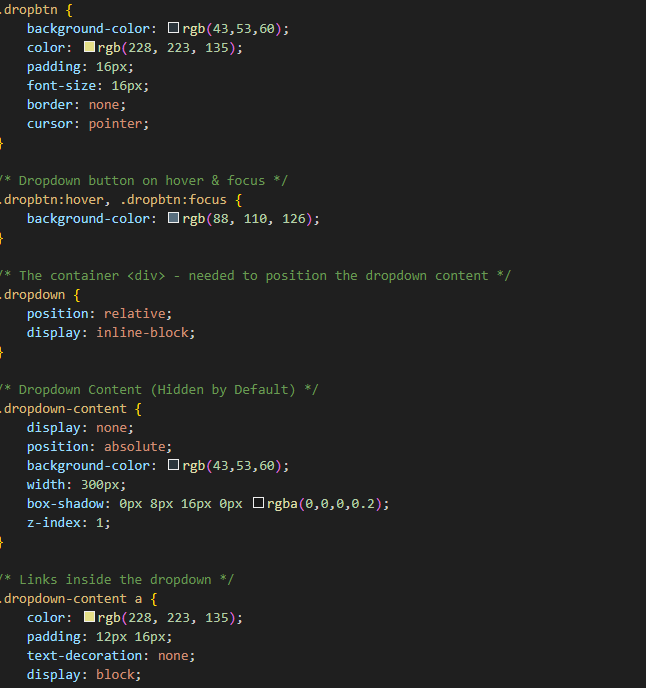 .dropbtn {
background-color: rgb(43,53,60);
color: rgb(228, 223, 135);
padding: 16px;
font-size: 16px;
border: none;
cursor: pointer;
}
/* Dropdown button on hover & focus */
.dropbtn:hover, .dropbtn:focus {
background-color: rgb(88, 110, 126);
}
/* The container <div> - needed to position the dropdown content */
.dropdown {
position: relative;
display: inline-block;
}
/* Dropdown Content (Hidden by Default) */
.dropdown-content {
display: none;
position: absolute;
background-color: rgb(43,53,60);
width: 300px;
box-shadow: 0px 8px 16px 0px rgba(0,0,0,0.2);
z-index: 1;
}
/* Links inside the dropdown */
.dropdown-content a {
color: rgb(228, 223, 135);
padding: 12px 16px;
text-decoration: none;
display: block;